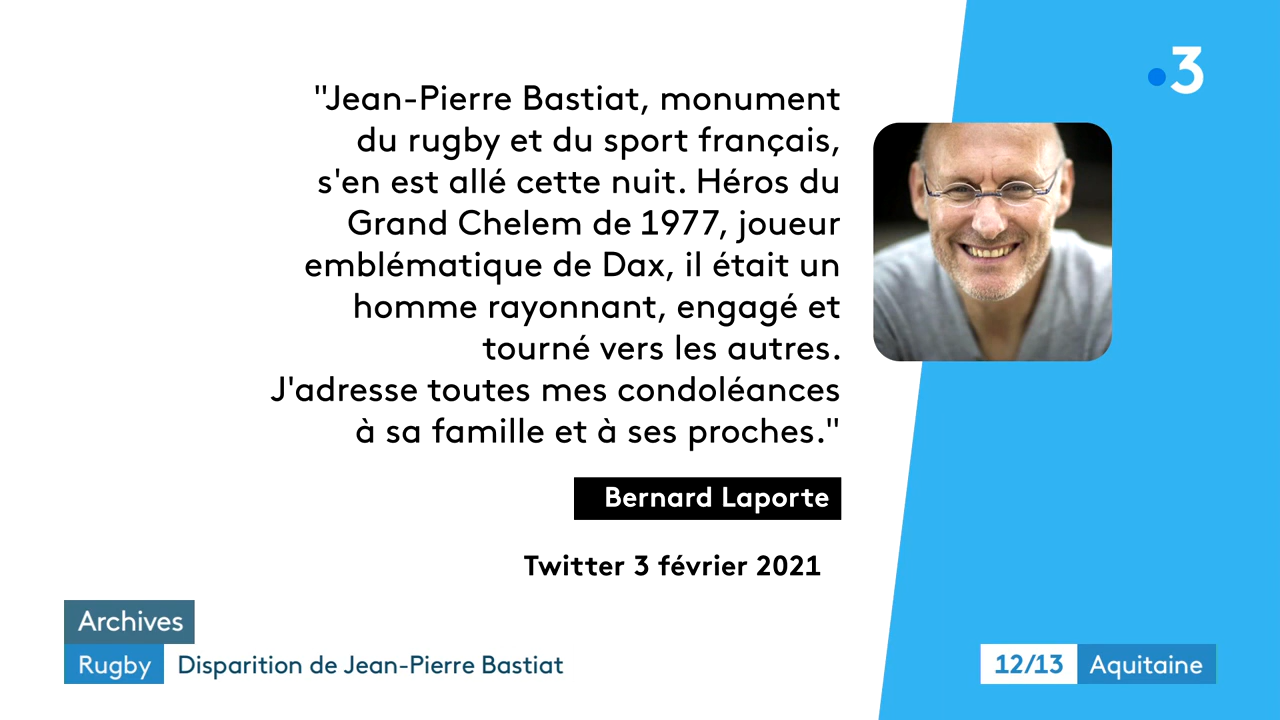 3
"Jean-Pierre Bastiat, monument
du rugby et du sport français,
s'en est allé cette nuit. Héros du
Grand Chelem de 1977, joueur
emblématique de Dax, il était un
homme rayonnant, engagé et
tourné vers les autres.
J'adresse toutes mes condoléances
à sa famille et à ses proches."
Bernard Laporte
Twitter 3 février 2021
Archives
Rugby Disparition de Jean-Pierre Bastiat
12/13 Aquitaine